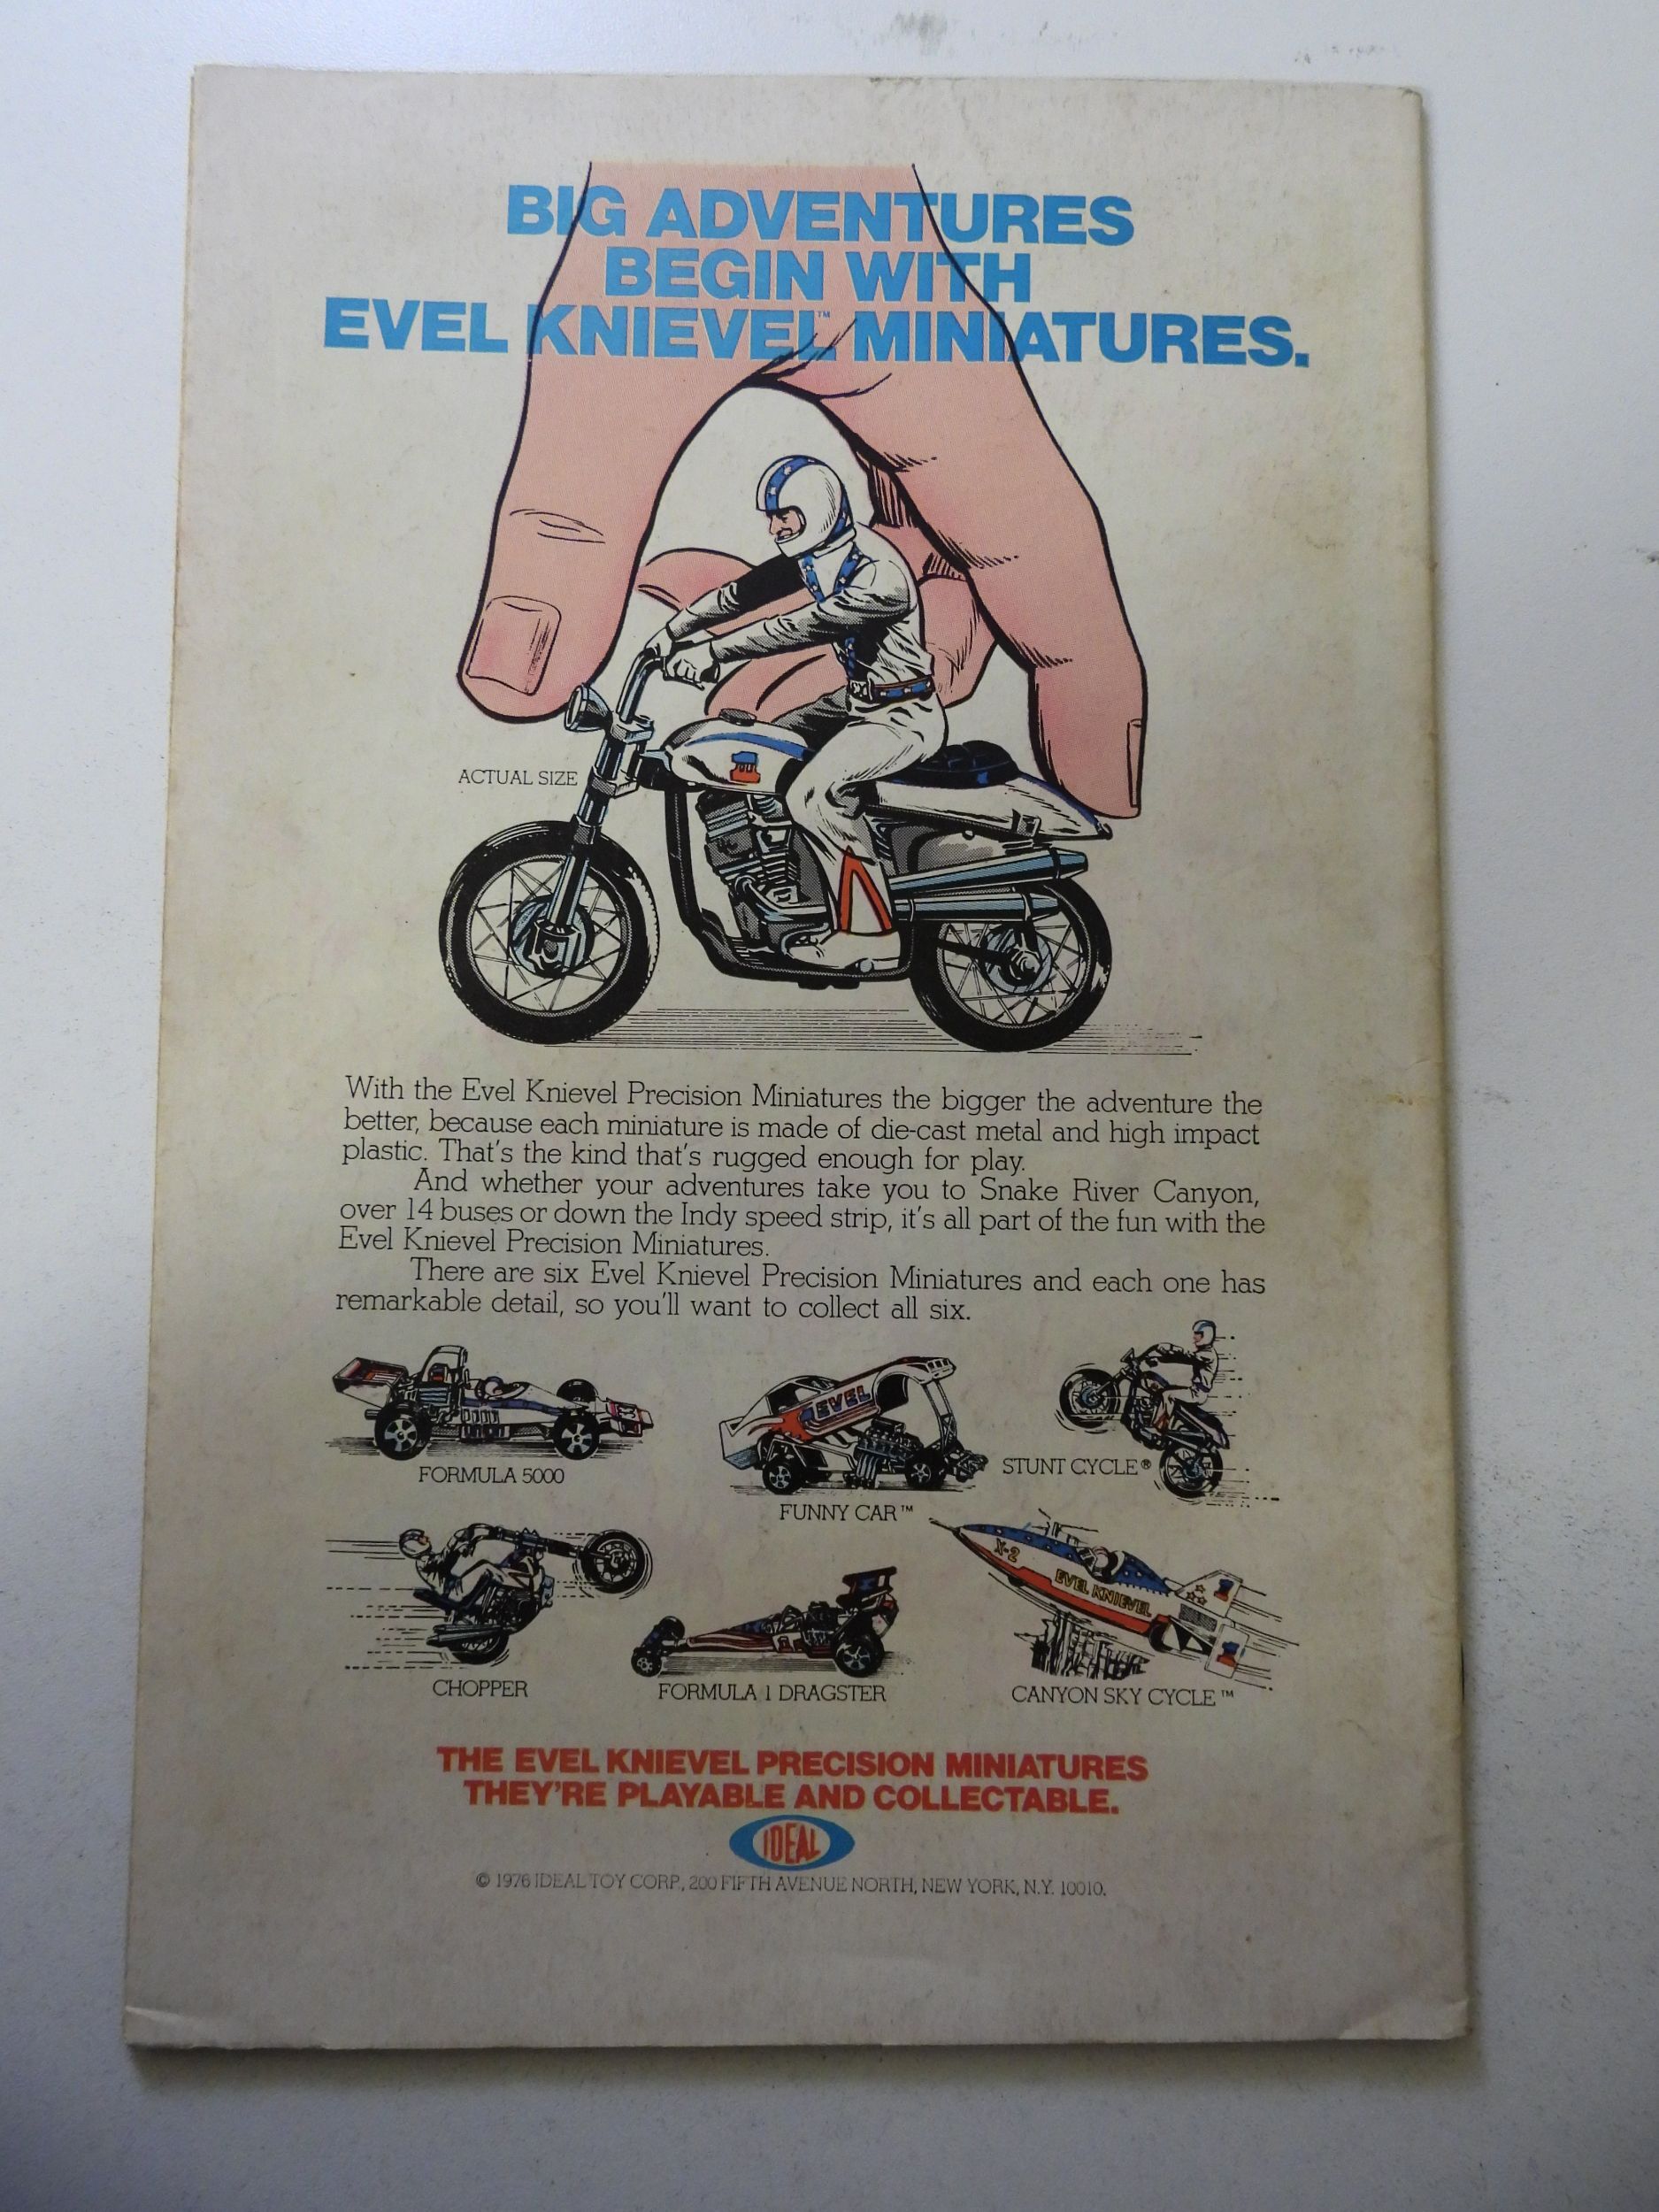 BIG ADVENTURES
BEGIN WITH
EVEL KNIEVEL™ MINIATURES.
ACTUAL SIZE
With the Evel Knievel Precision Miniatures the bigger the adventure the
better, because each miniature is made of die-cast metal and high impact
plastic. That's the kind that's rugged enough for play.
And whether your adventures take you to Snake River Canyon,
over 14 buses or down the Indy speed strip, it's all part of the fun with the
Evel Knievel Precision Miniatures.
There are six Evel Knievel Precision Miniatures and each one has
remarkable detail, so you'll want to collect all six.
FORMULA 5000
EVEL
FUNNY CAR™
STUNT CYCLE®
CHOPPER
FORMULA 1 DRAGSTER
X-2
EVEL KNIEVEL
CANYON SKY CYCLE™
THE EVEL KNIEVEL PRECISION MINIATURES
THEY'RE PLAYABLE AND COLLECTABLE.
IDEAL
© 1976 IDEAL TOY CORP., 200 FIFTH AVENUE NORTH, NEW YORK, N.Y. 10010.